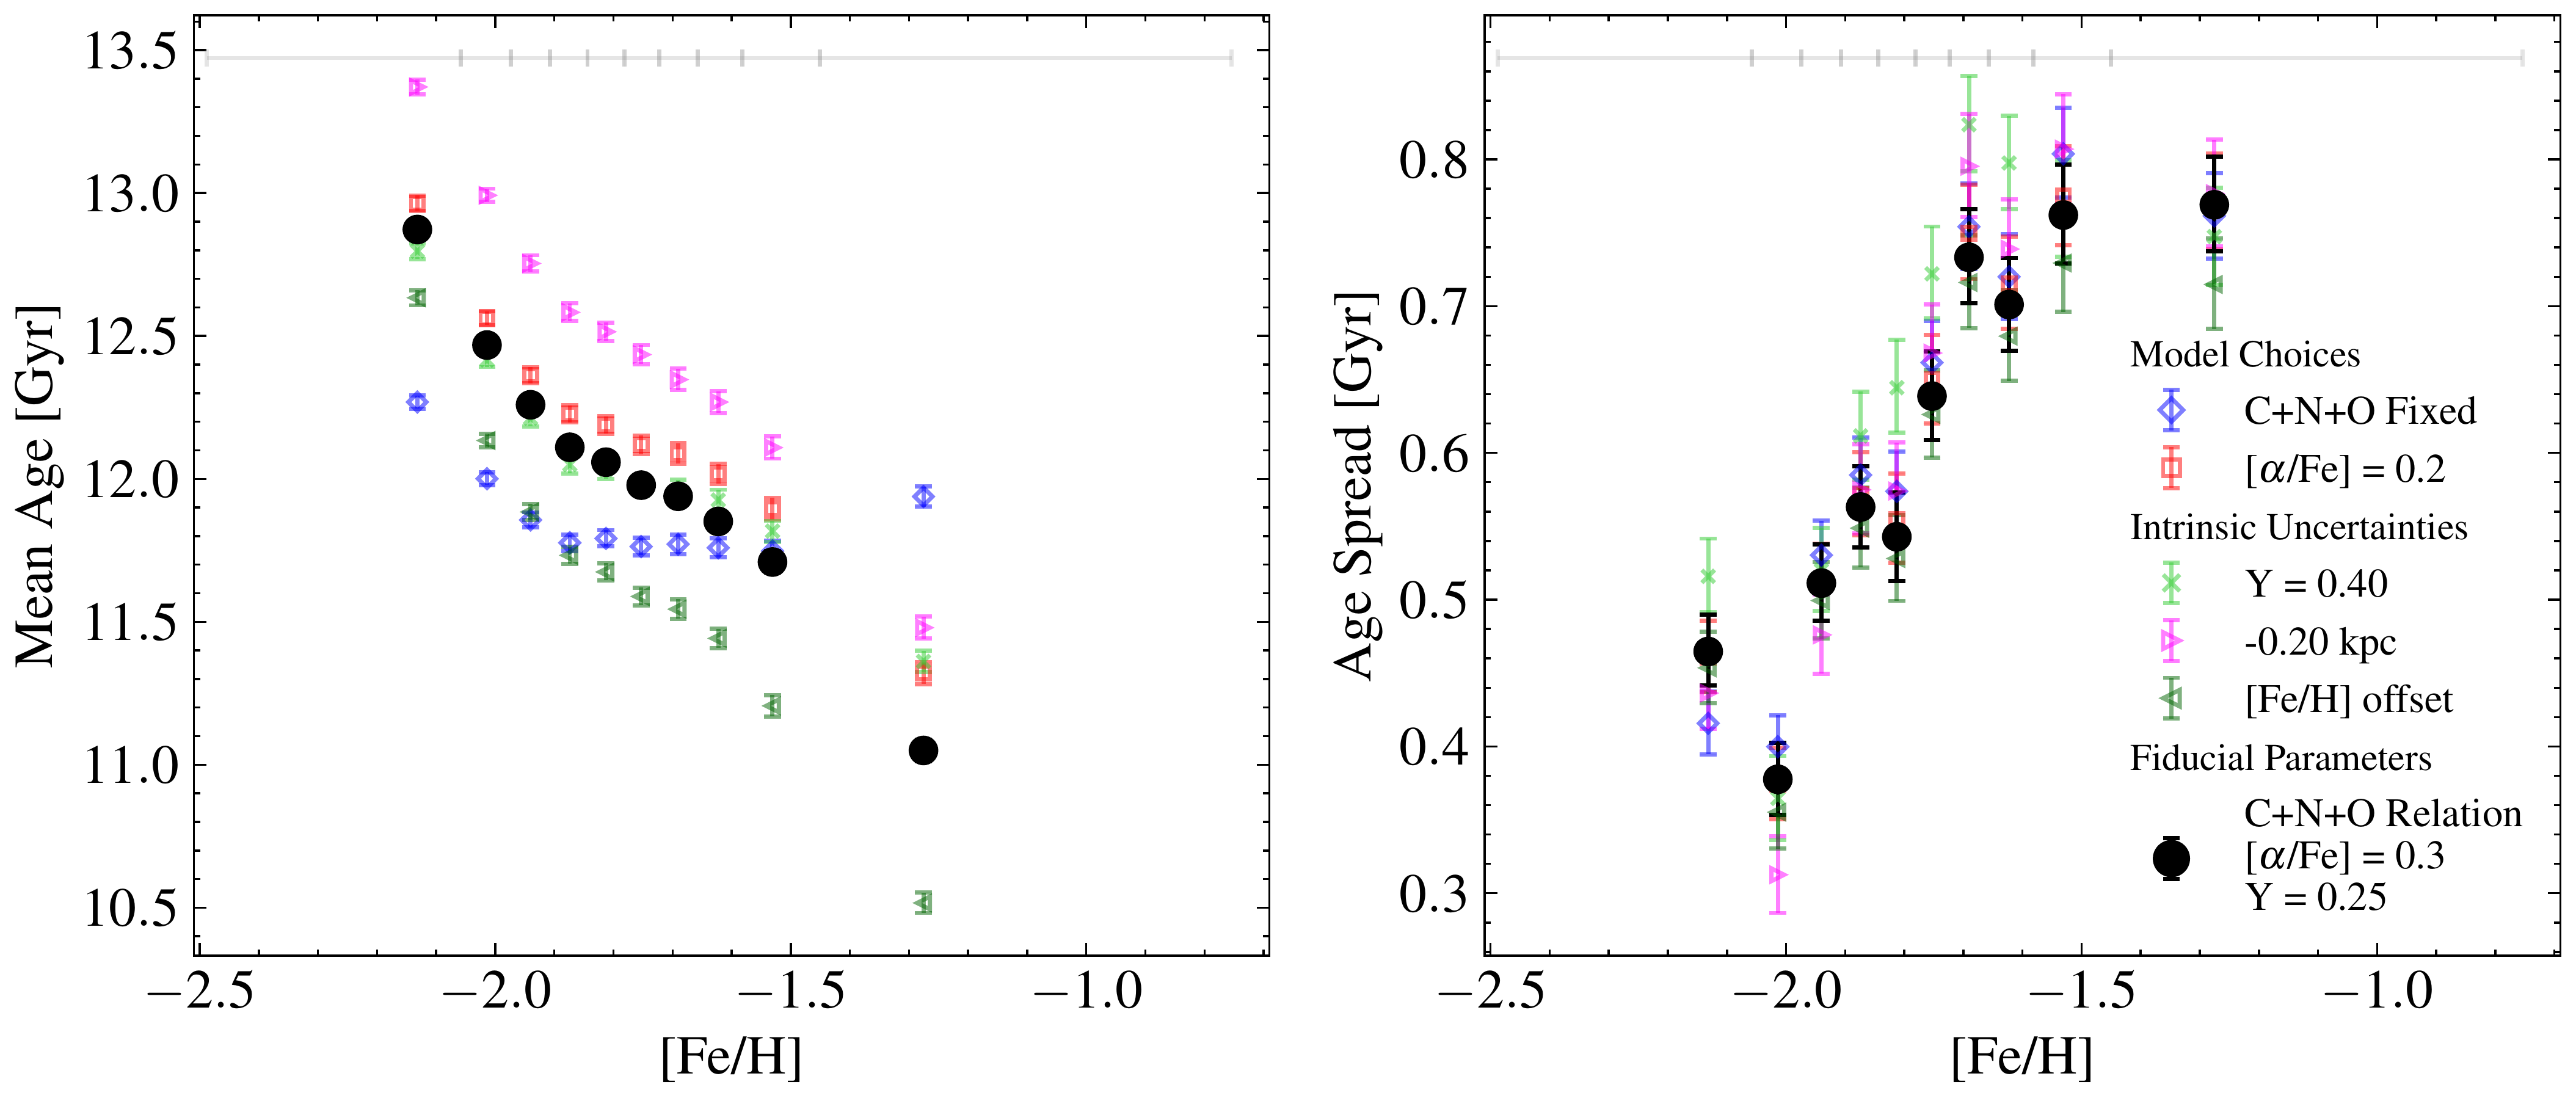 Mean Age [Gyr]
13.5
13.0
12.5
12.0
11.5
11.0
10.5
−2.5
−2.0
−1.5
−1.0
[Fe/H]
Age Spread [Gyr]
0.8
0.7
0.6
0.5
0.4
0.3
−2.5
−2.0
−1.5
−1.0
[Fe/H]
Model Choices
C+N+O Fixed
[α/Fe] = 0.2
Intrinsic Uncertainties
Y = 0.40
-0.20 kpc
[Fe/H] offset
Fiducial Parameters
C+N+O Relation
[α/Fe] = 0.3
Y = 0.25